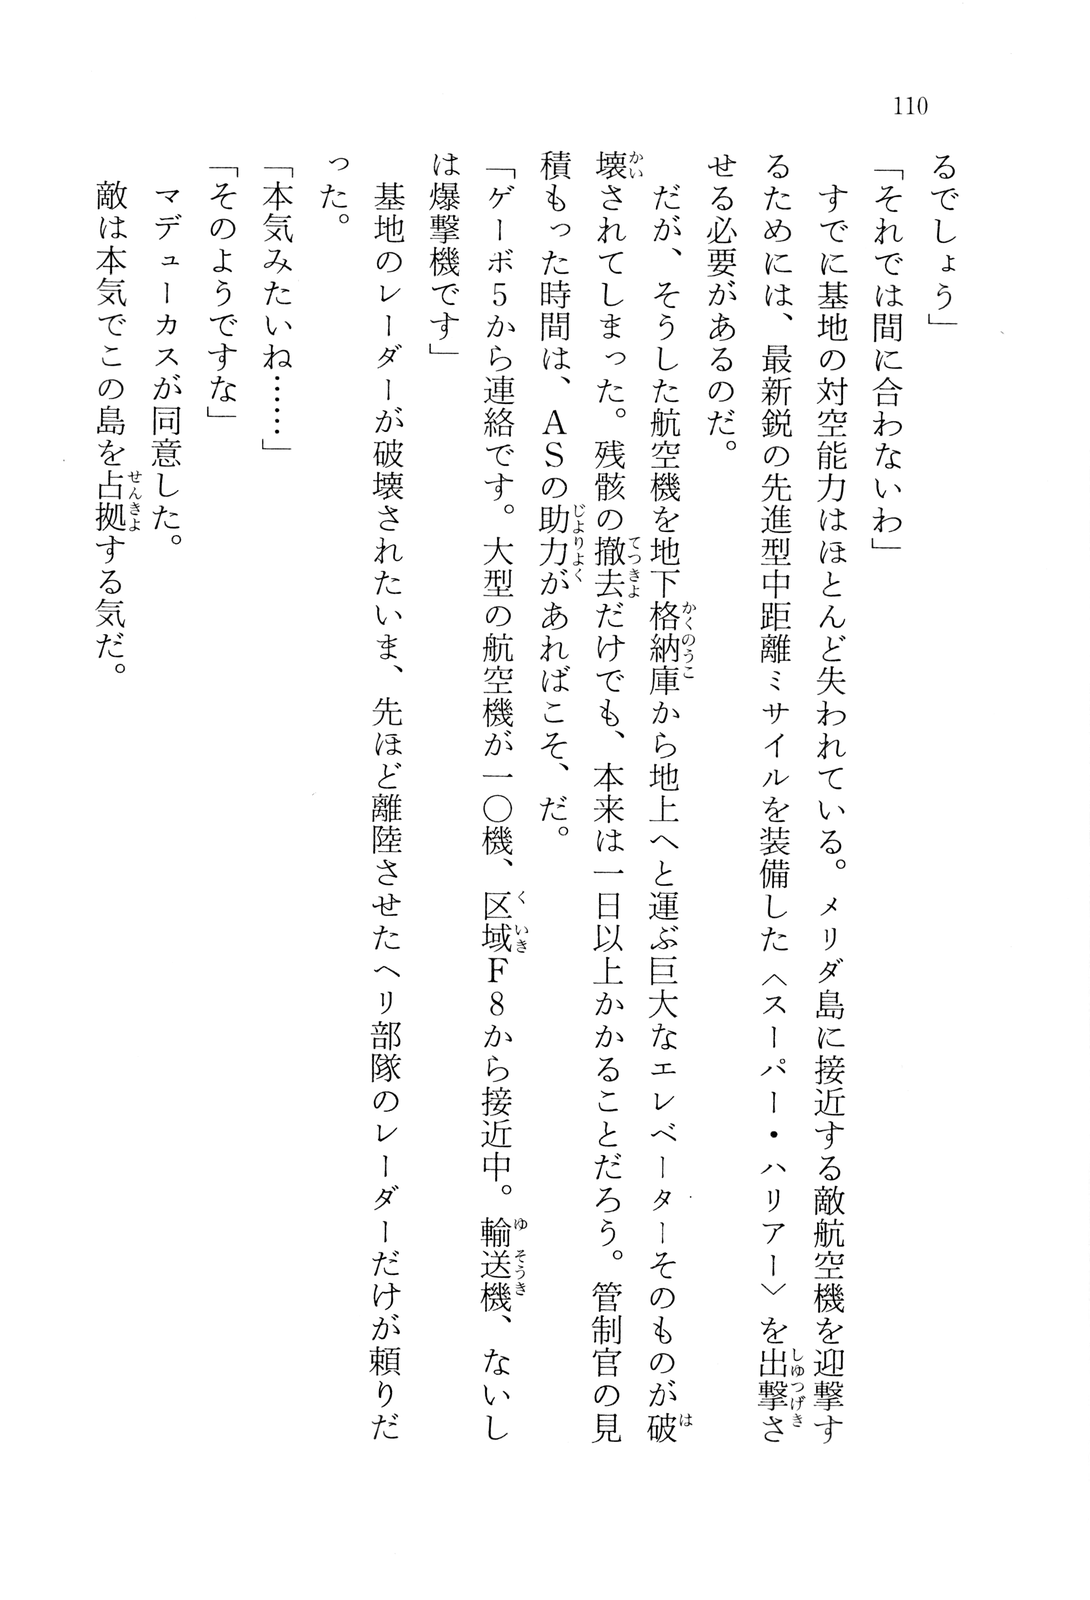 110
るでしょう」
「それでは間に合わないわ」
　すでに基地の対空能力はほとんど失われている。メリダ島に接近する敵航空機を迎撃す
るためには、最新鋭の先進型中距離ミサイルを装備した〈スーパー・ハリアー〉を出撃さ
せる必要があるのだ。
　だが、そうした航空機を地下格納庫から地上へと運ぶ巨大なエレベーターそのものが破
壊されてしまった。残骸の撤去だけでも、本来は一日以上かかることだろう。管制官の見
積もった時間は、ＡＳの助力があればこそ、だ。
「ゲーボ５から連絡です。大型の航空機が一〇機、区域Ｆ８から接近中。輸送機、ないし
は爆撃機です」
　基地のレーダーが破壊されたいま、先ほど離陸させたヘリ部隊のレーダーだけが頼りだ
った。
「本気みたいね……」
「そのようですな」
　マデューカスが同意した。
　敵は本気でこの島を占拠する気だ。